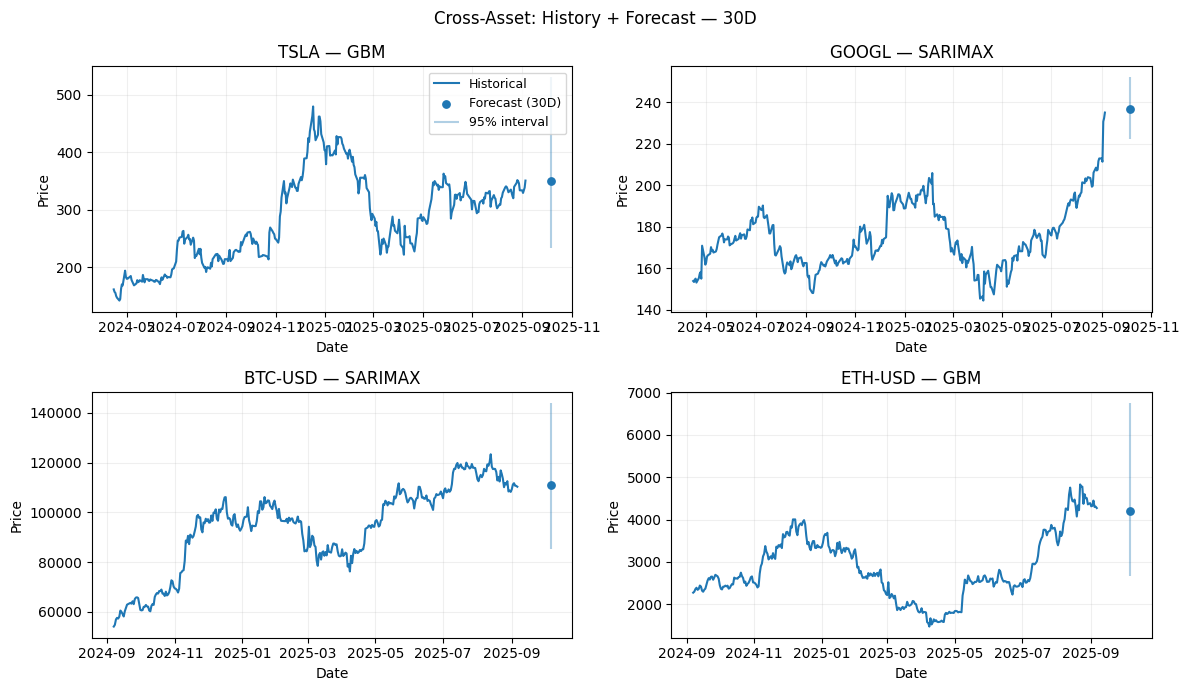 Cross-Asset: History + Forecast — 30D
TSLA — GBM
Price
500
400
300
200
Historical
Forecast (30D)
95% interval
2024-05 2024-07 2024-09 2024-11 2025-01 2025-03 2025-05 2025-07 2025-09 2025-11
Date
GOOGL — SARIMAX
Price
240
220
200
180
160
140
2024-05 2024-07 2024-09 2024-11 2025-01 2025-03 2025-05 2025-07 2025-09 2025-11
Date
BTC-USD — SARIMAX
Price
140000
120000
100000
80000
60000
2024-09 2024-11 2025-01 2025-03 2025-05 2025-07 2025-09
Date
ETH-USD — GBM
Price
7000
6000
5000
4000
3000
2000
2024-09 2024-11 2025-01 2025-03 2025-05 2025-07 2025-09
Date